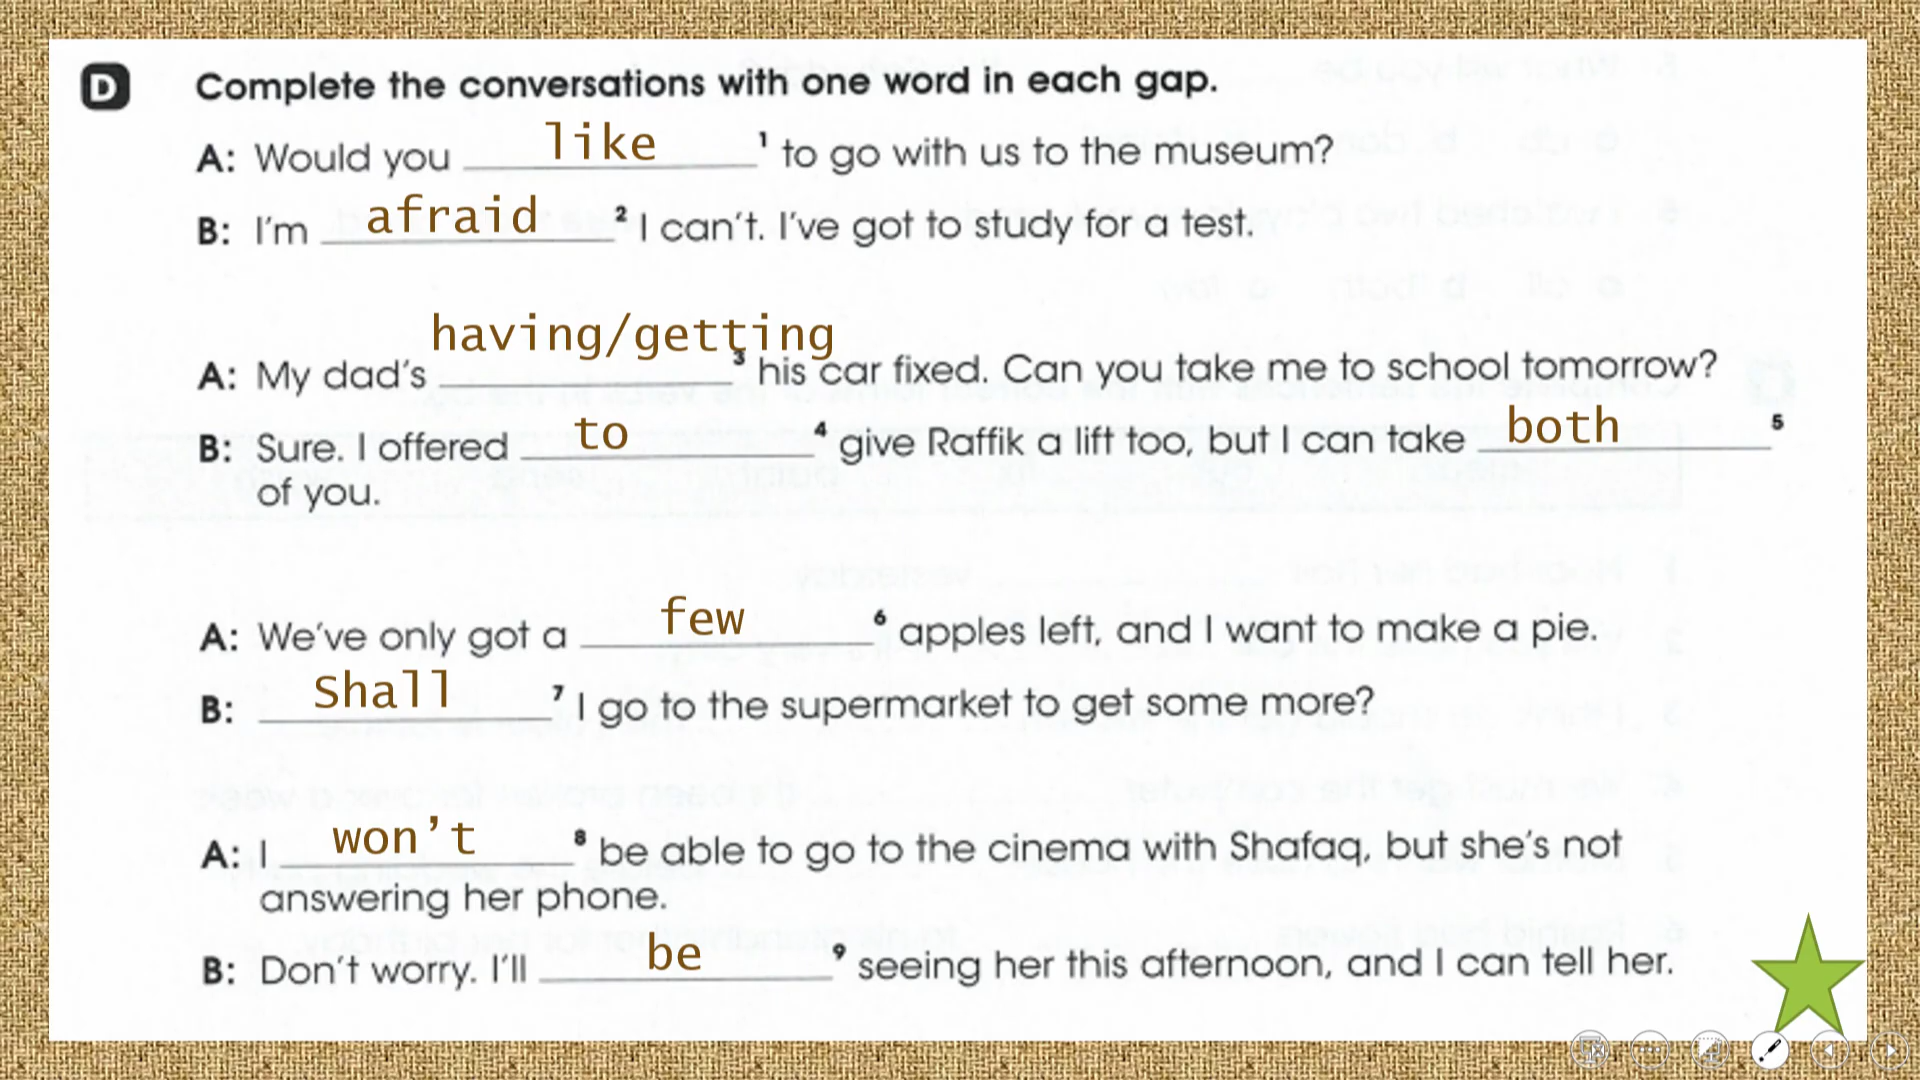 D Complete the conversations with one word in each gap.
A: Would you like 1 to go with us to the museum?
B: I'm afraid 2 I can't. I've got to study for a test.
A: My dad's having/getting 3 his car fixed. Can you take me to school tomorrow?
B: Sure. I offered to 4 give Raffik a lift too, but I can take both 5
of you.
A: We've only got a few 6 apples left, and I want to make a pie.
B: Shall 7 I go to the supermarket to get some more?
A: I won't 8 be able to go to the cinema with Shafaq, but she's not
answering her phone.
B: Don't worry. I'll be 9 seeing her this afternoon, and I can tell her.